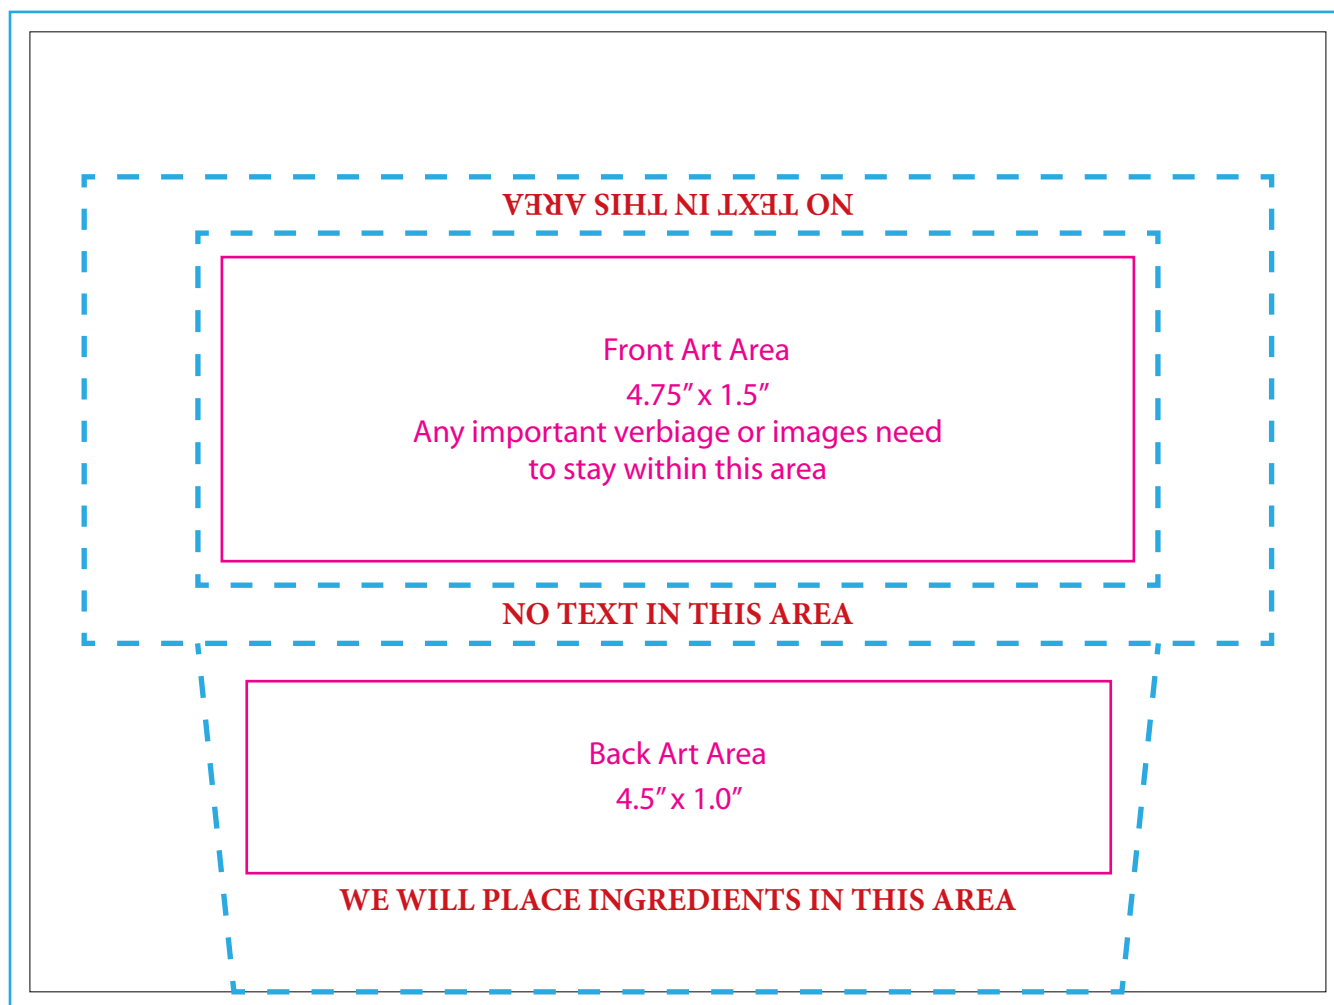 NO TEXT IN THIS AREA
Front Art Area
4.75” x 1.5”
Any important verbiage or images need
to stay within this area
NO TEXT IN THIS AREA
Back Art Area
4.5” x 1.0”
WE WILL PLACE INGREDIENTS IN THIS AREA